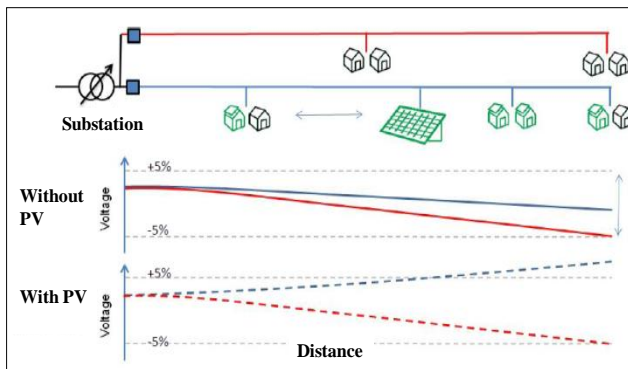 Substation
+5%
Without
PV
Voltage
-5%
+5%
With PV
Voltage
-5%
Distance